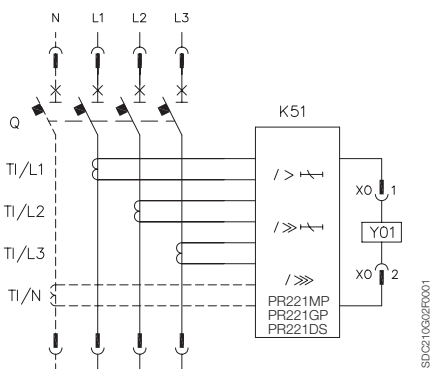 N L1 L2 L3
K51
Q
TI/L1
/ >
X0 1
TI/L2
/ ≫
Y01
TI/L3
X0 2
/ ⋙
TI/N
PR221MP
PR221GP
PR221DS
SDC210G02F0001